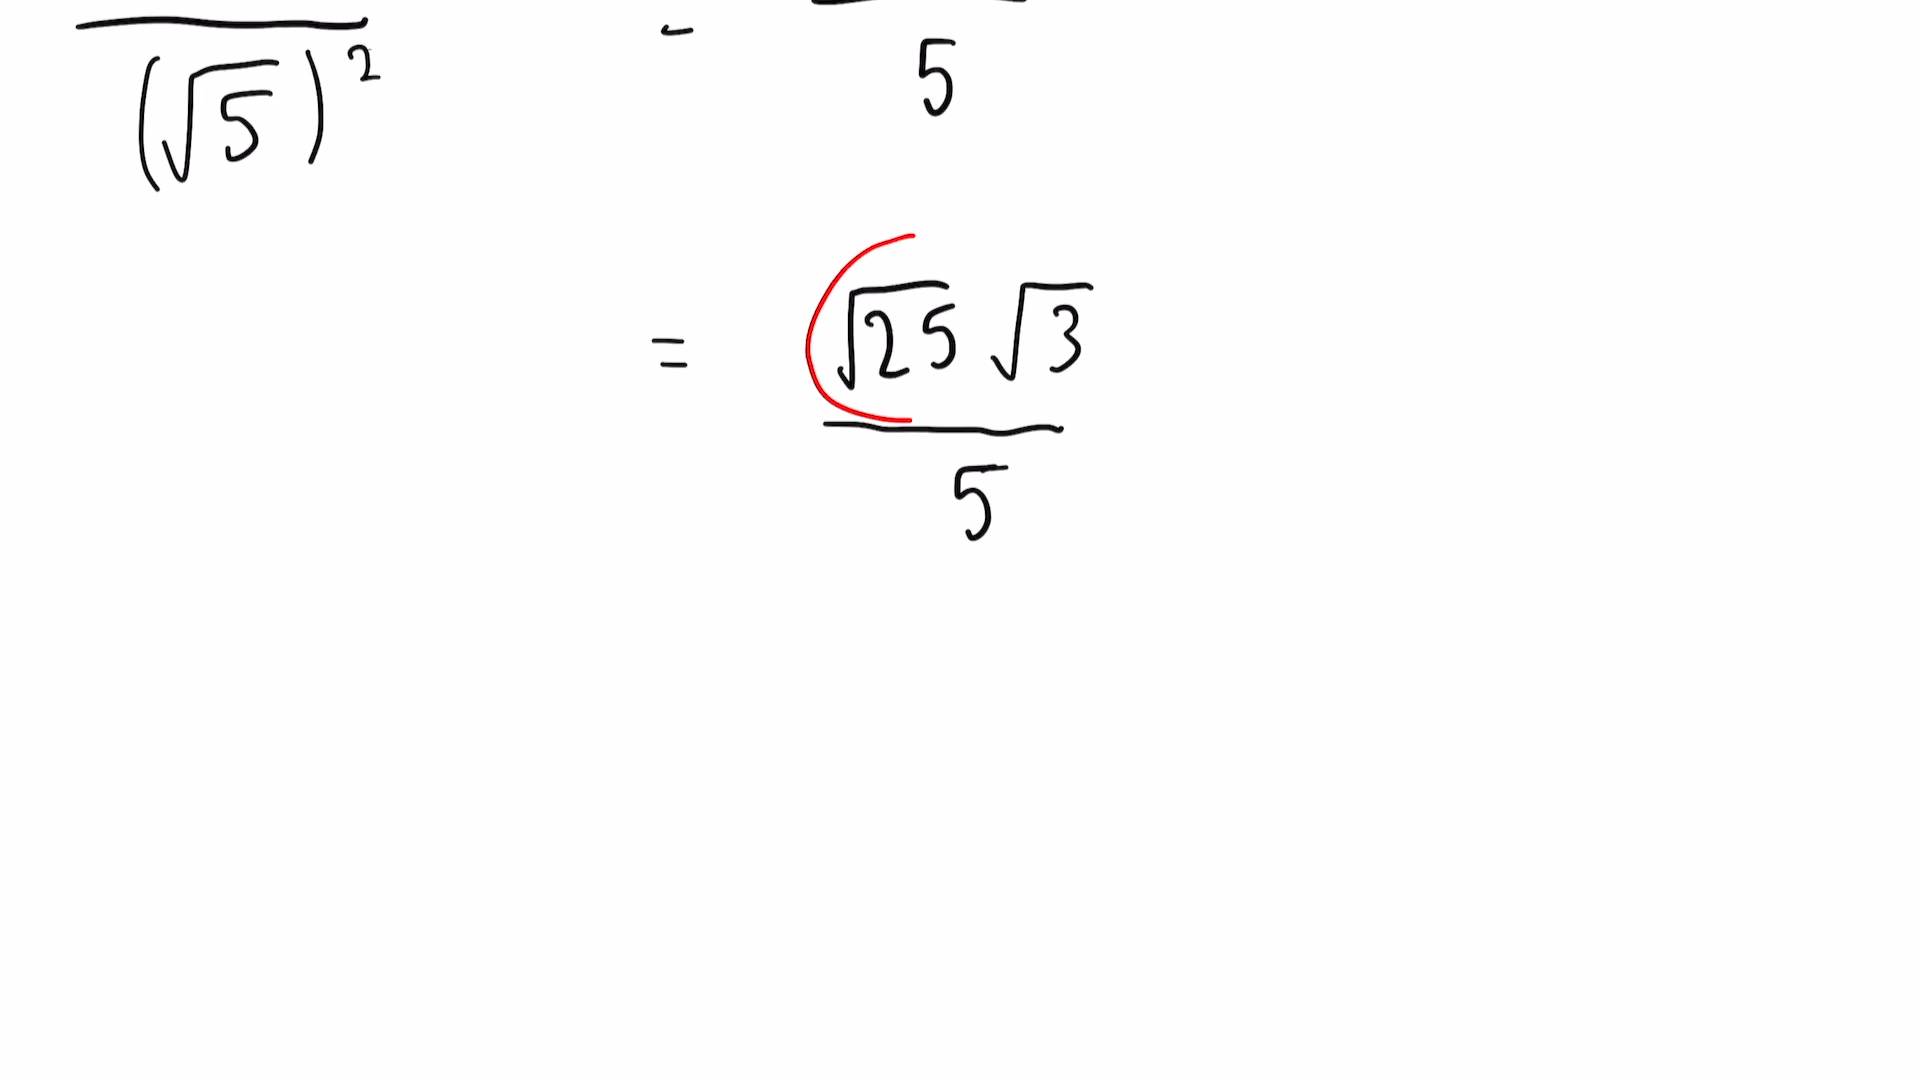 (√5)² = 5
= √25 √3
5